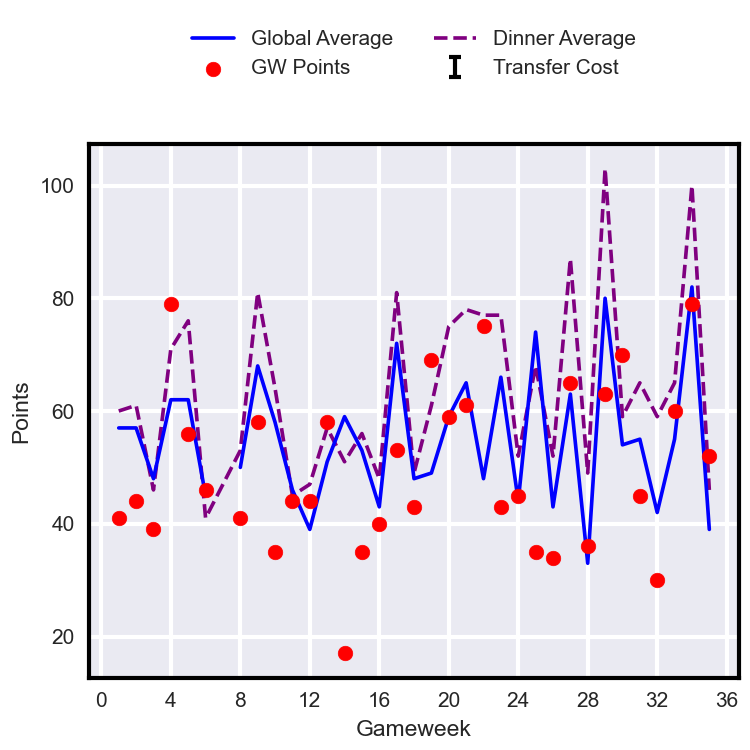 Global Average
Dinner Average
GW Points
Transfer Cost
100
80
60
40
20
Points
0 4 8 12 16 20 24 28 32 36
Gameweek